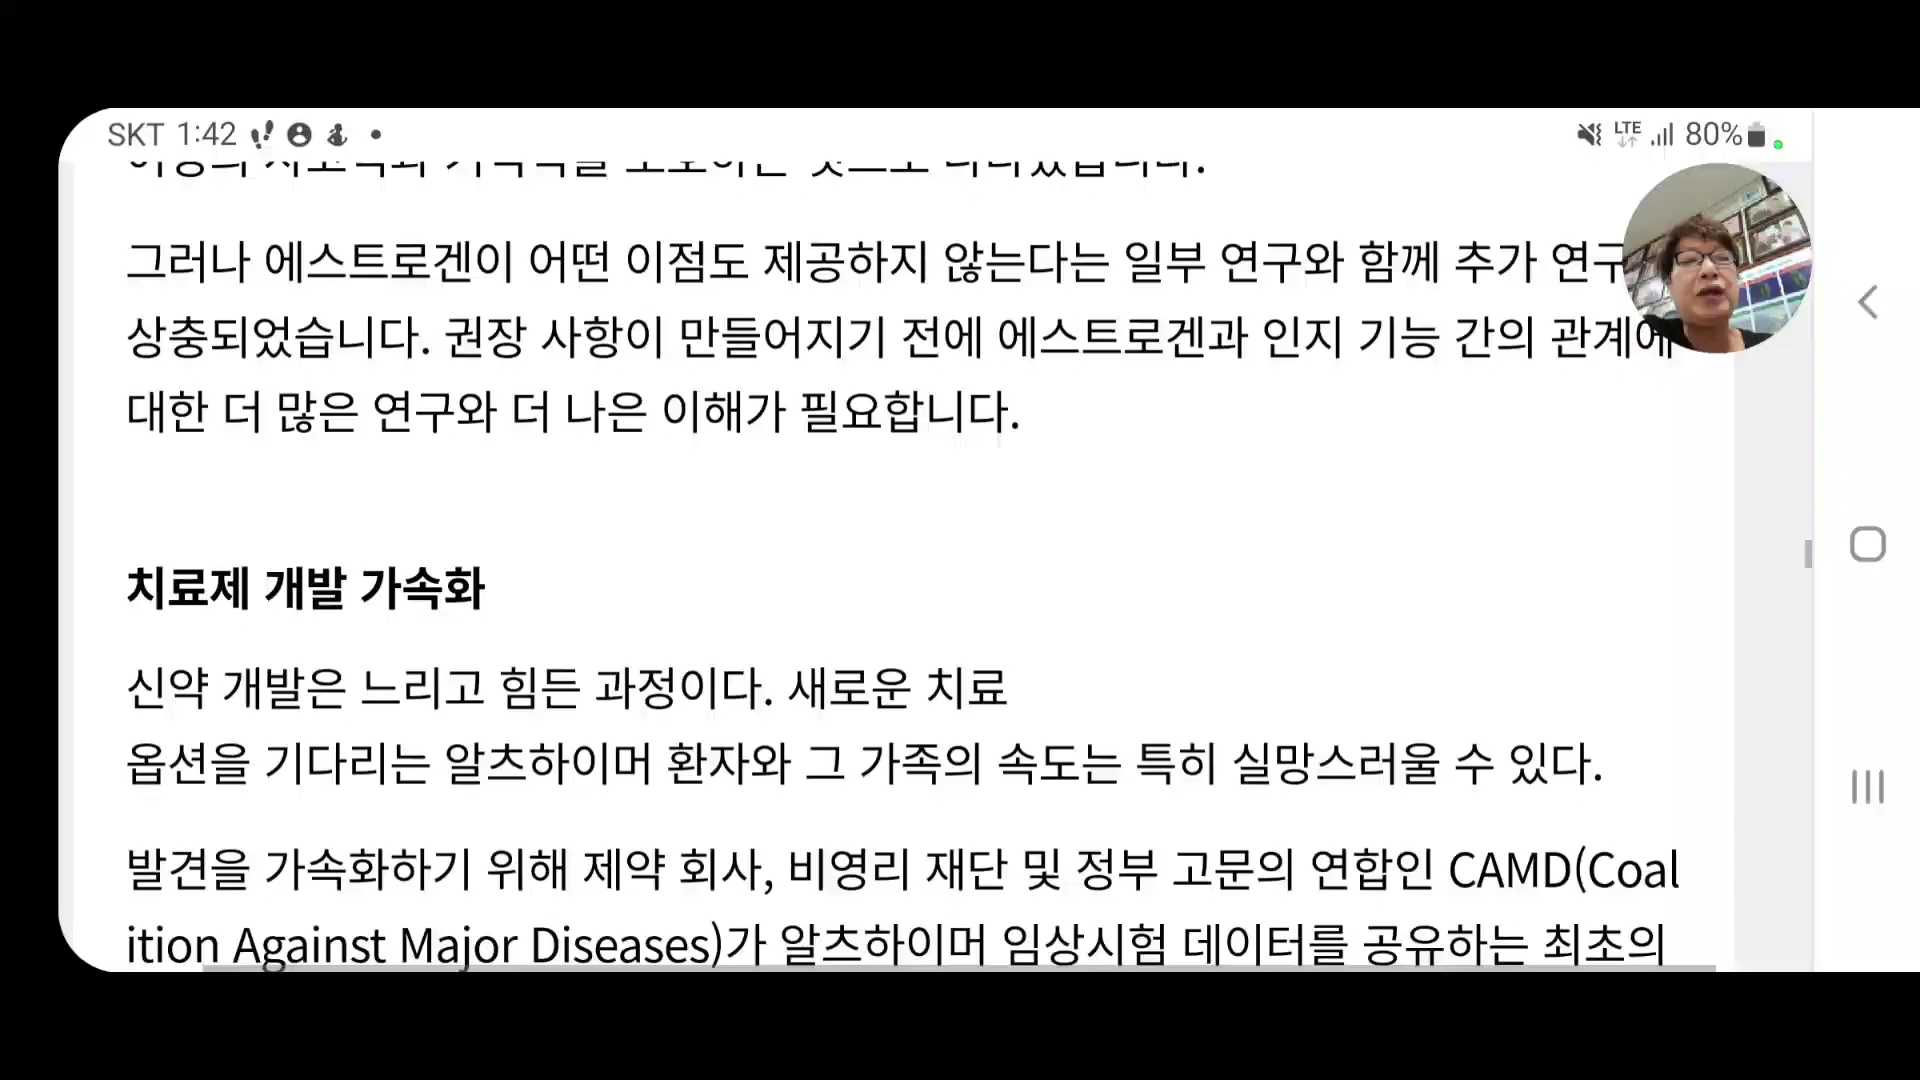 SKT 1:42
LTE 80%
그러나 에스트로겐이 어떤 이점도 제공하지 않는다는 일부 연구와 함께 추가 연구
상충되었습니다. 권장 사항이 만들어지기 전에 에스트로겐과 인지 기능 간의 관계에
대한 더 많은 연구와 더 나은 이해가 필요합니다.
치료제 개발 가속화
신약 개발은 느리고 힘든 과정이다. 새로운 치료
옵션을 기다리는 알츠하이머 환자와 그 가족의 속도는 특히 실망스러울 수 있다.
발견을 가속화하기 위해 제약 회사, 비영리 재단 및 정부 고문의 연합인 CAMD(Coal
ition Against Major Diseases)가 알츠하이머 임상시험 데이터를 공유하는 최초의